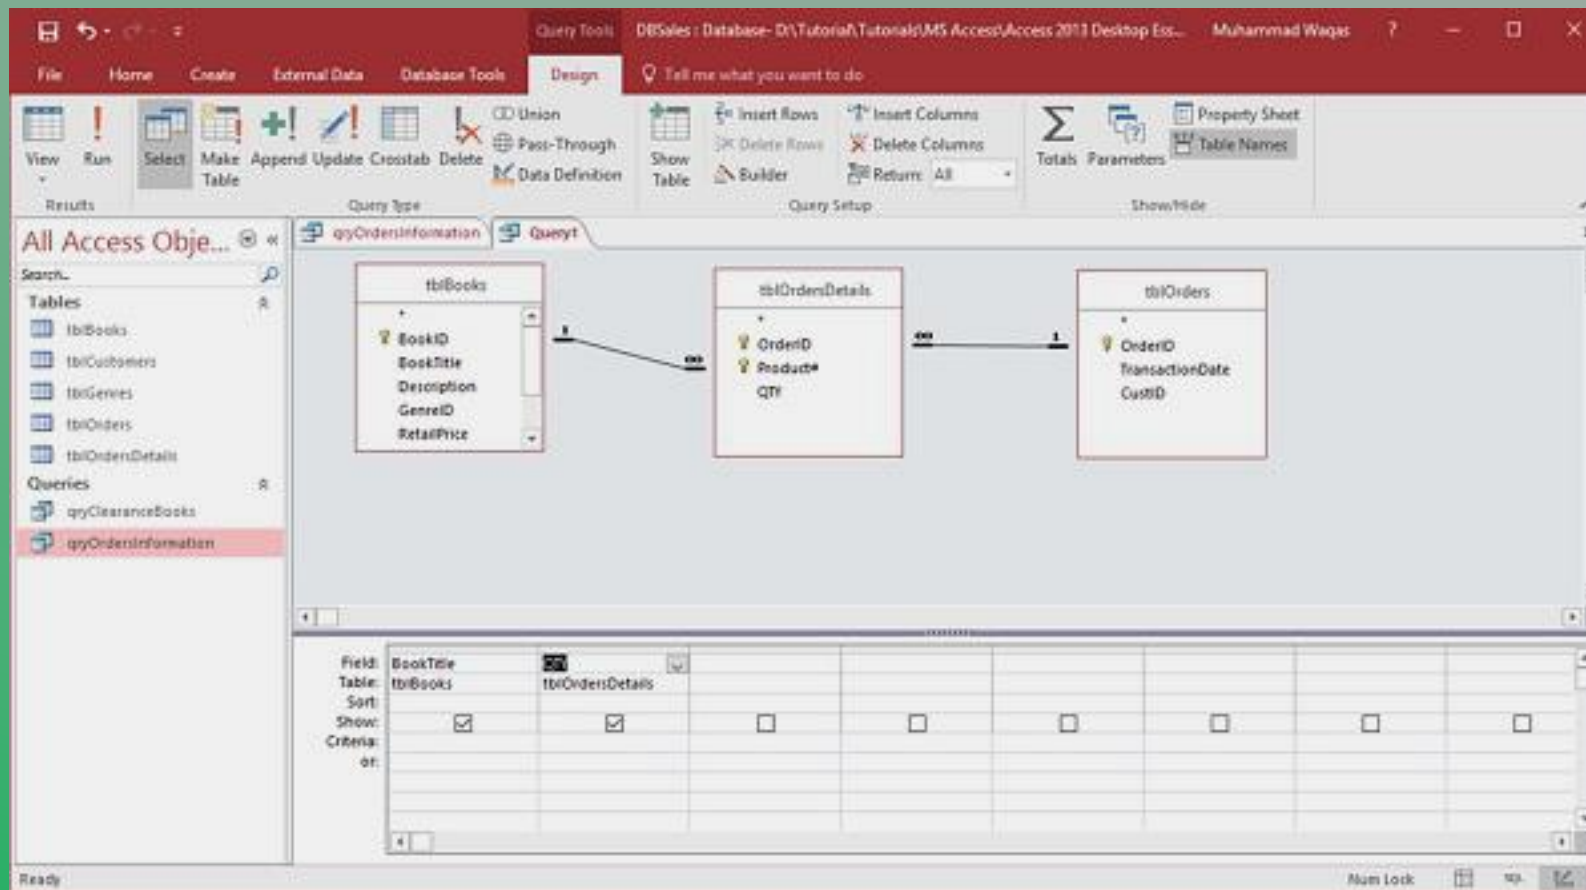 Query Tools DBSales : Database- D:\Tutorial\Tutorials\MS Access\Access 2013 Desktop Ess... Muhammad Waqas ?
File Home Create External Data Database Tools Design Tell me what you want to do
View
Run
Select
Make Table
Append
Update
Crosstab
Delete
Union
Pass-Through
Data Definition
Show Table
Insert Rows
Delete Rows
Builder
Insert Columns
Delete Columns
Return: All
Totals
Parameters
Property Sheet
Table Names
Results
Query Type
Query Setup
Show/Hide
All Access Obje...
Search...
Tables
tblBooks
tblCustomers
tblGenres
tblOrders
tblOrdersDetails
Queries
qryClearanceBooks
qryOrdersInformation
qryOrdersInformation
Query1
tblBooks
*
BookID
BookTitle
Description
GenreID
RetailPrice
1
∞
tblOrdersDetails
*
OrderID
Product#
QTY
∞
1
tblOrders
*
OrderID
TransactionDate
CustID
Field: BookTitle QTY
Table: tblBooks tblOrdersDetails
Sort:
Show:
Criteria:
or:
Ready
Num Lock
SQL